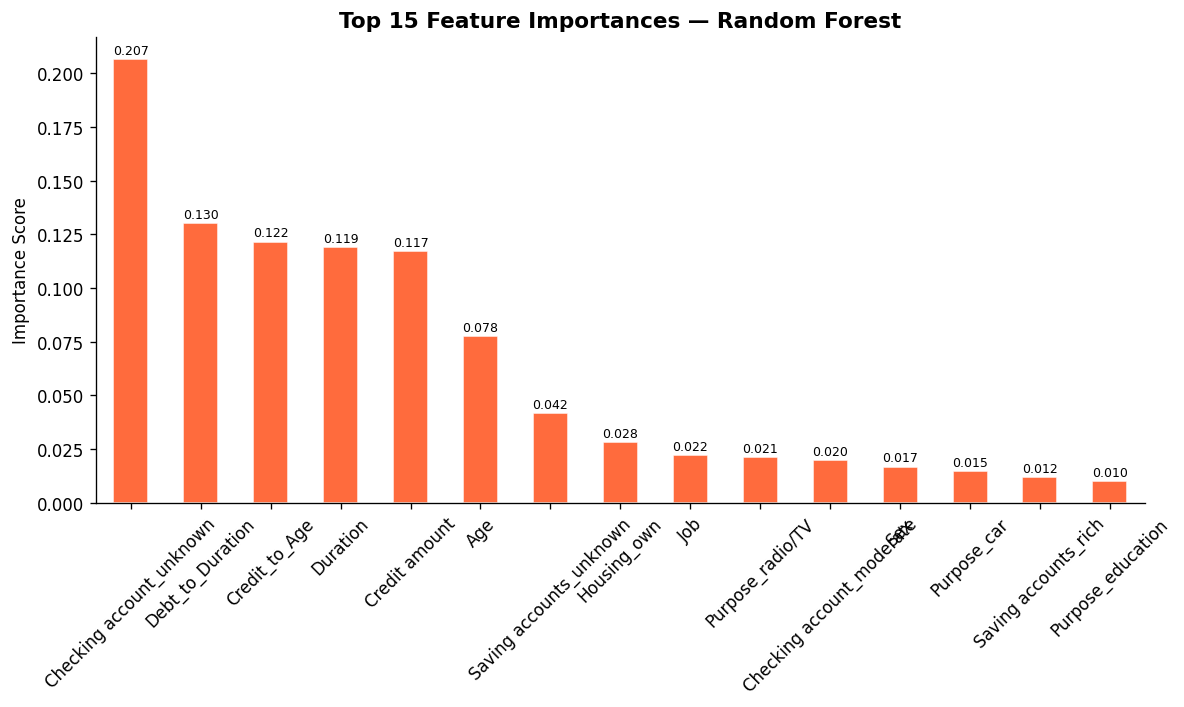 Top 15 Feature Importances — Random Forest
Importance Score
0.200
0.175
0.150
0.125
0.100
0.075
0.050
0.025
0.000
0.207
0.130
0.122
0.119
0.117
0.078
0.042
0.028
0.022
0.021
0.020
0.017
0.015
0.012
0.010
Checking account_unknown
Debt_to_Duration
Credit_to_Age
Duration
Credit amount
Age
Saving accounts_unknown
Housing_own
Job
Purpose_radio/TV
Checking account_moderate
Sex
Purpose_car
Saving accounts_rich
Purpose_education